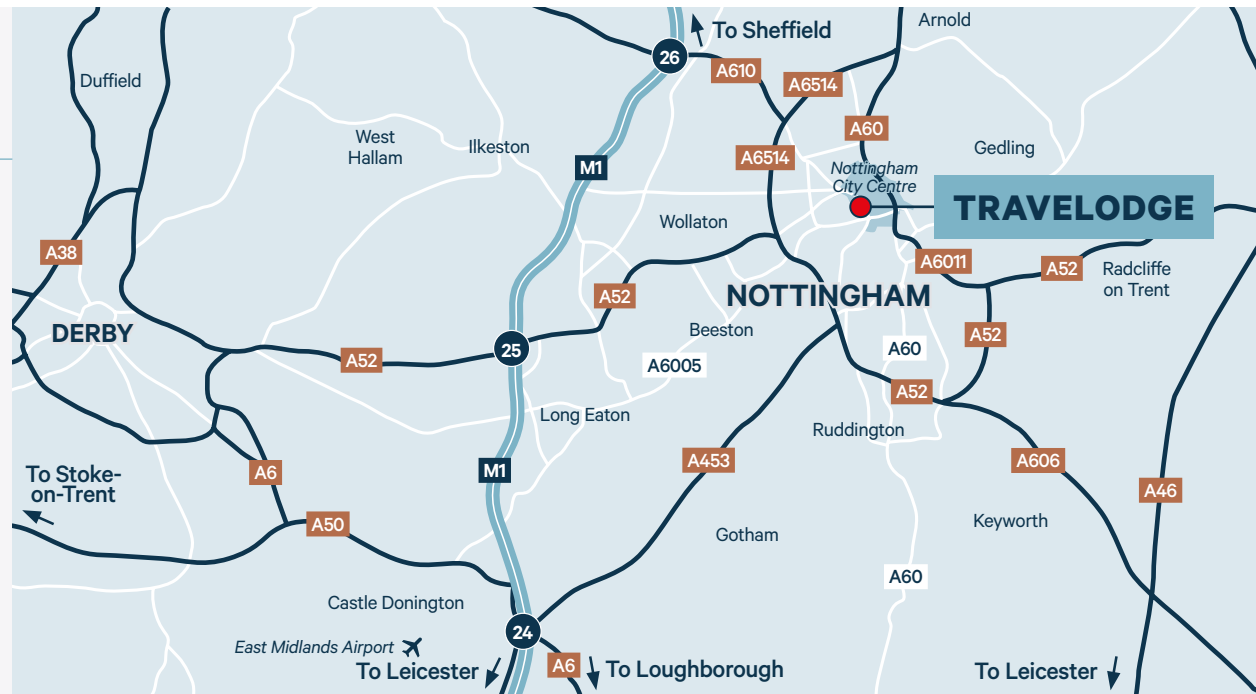 Arnold
To Sheffield
26
A610
Duffield
A6514
A60
West
Hallam
Ilkeston
Gedling
M1
A6514
Nottingham
City Centre
TRAVELODGE
Wollaton
A38
A6011
A52
Radcliffe
on Trent
A52
NOTTINGHAM
DERBY
Beeston
A52
25
A60
A52
A6005
A52
Long Eaton
Ruddington
M1
A453
A606
To Stoke-
on-Trent
A6
A46
A50
Keyworth
Gotham
A60
Castle Donington
24
East Midlands Airport
To Leicester
A6
To Loughborough
To Leicester